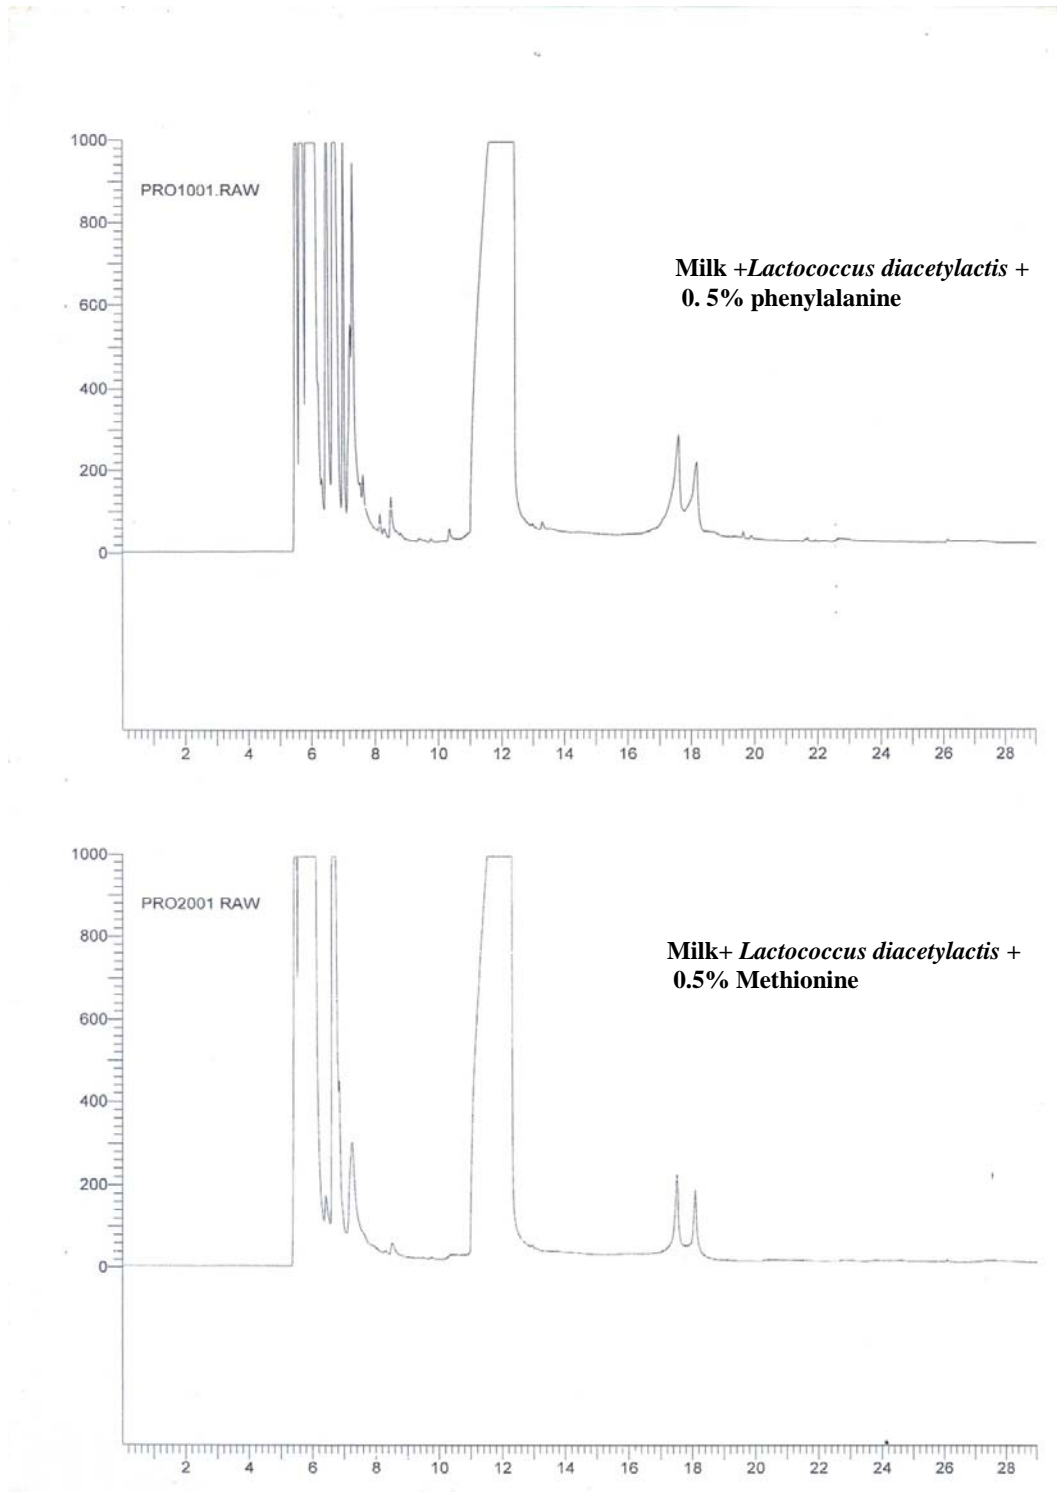 1000
PRO1001.RAW
800
Milk +Lactococcus diacetylactis +
0. 5% phenylalanine
600
400
200
0
2 4 6 8 10 12 14 16 18 20 22 24 26 28
1000
PRO2001 RAW
800
Milk+ Lactococcus diacetylactis +
0.5% Methionine
600
400
200
0
2 4 6 8 10 12 14 16 18 20 22 24 26 28